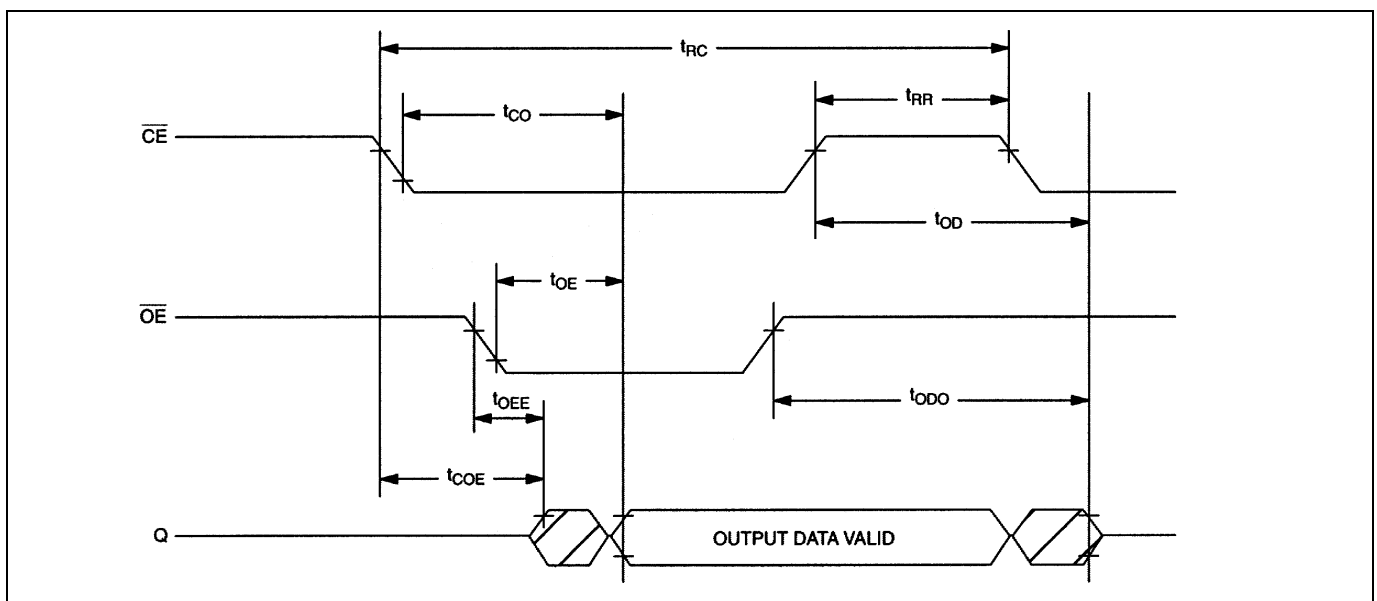 tRC
tRR
tCO
CE
tOD
tOE
OE
tODO
tOEE
tCOE
Q
OUTPUT DATA VALID